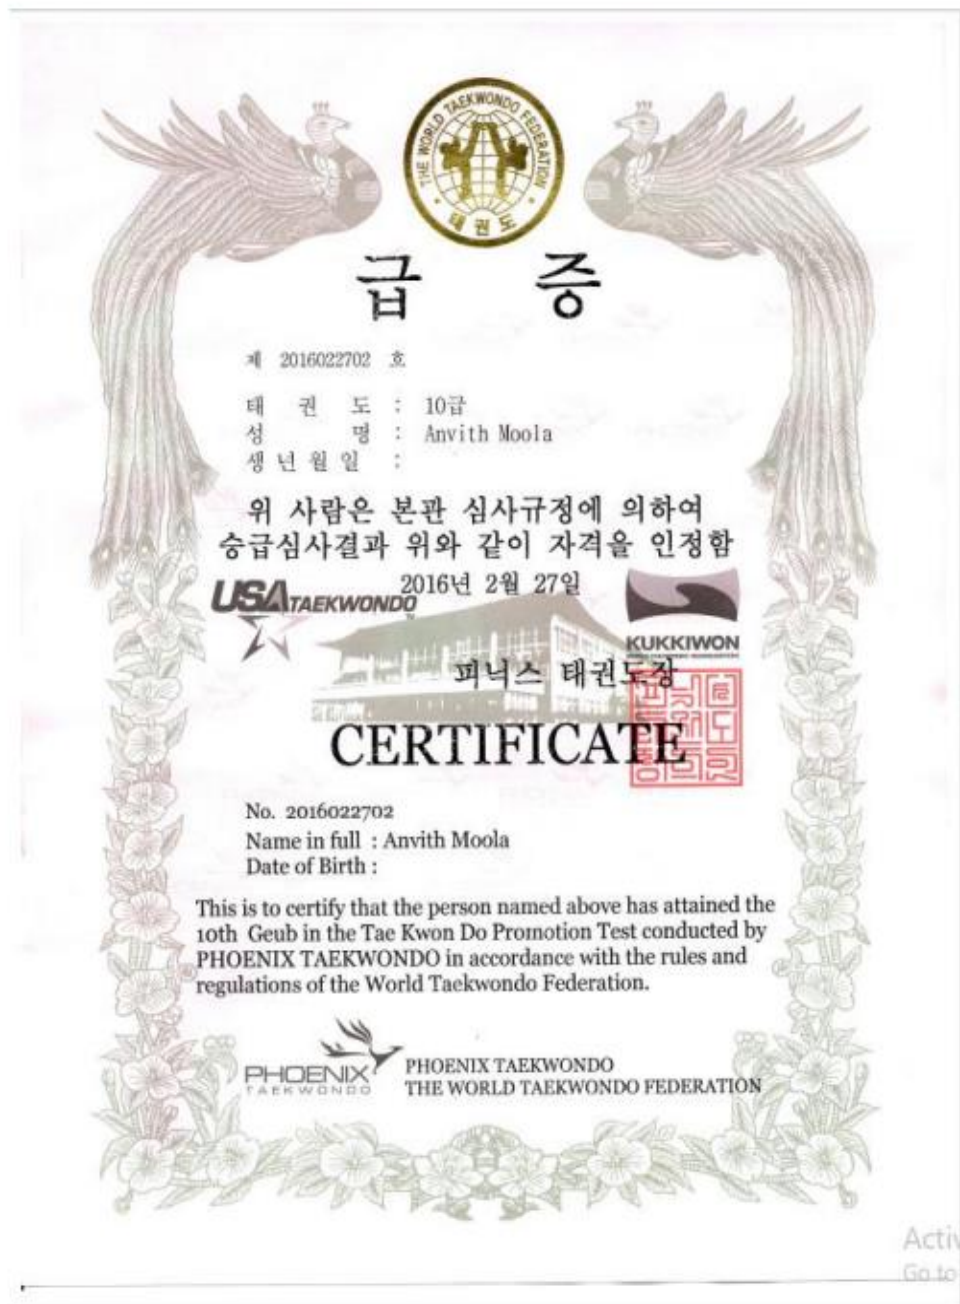 THE WORLD TAEKWONDO FEDERATION
태권도
급 증
제 2016022702 호
태 권 도 : 10급
성 명 : Anvith Moola
생 년 월 일 :
위 사람은 본관 심사규정에 의하여
승급심사결과 위와 같이 자격을 인정함
2016년 2월 27일
USA TAEKWONDO
KUKKIWON
피닉스 태권도장
CERTIFICATE
No. 2016022702
Name in full : Anvith Moola
Date of Birth :
This is to certify that the person named above has attained the
10th Geub in the Tae Kwon Do Promotion Test conducted by
PHOENIX TAEKWONDO in accordance with the rules and
regulations of the World Taekwondo Federation.
PHOENIX
TAEKWONDO
PHOENIX TAEKWONDO
THE WORLD TAEKWONDO FEDERATION
Go to